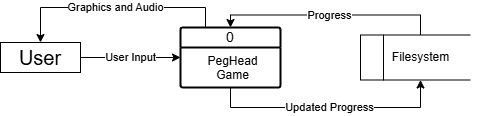 Graphics and Audio
Progress
0
User
User Input
PegHead
Game
Filesystem
Updated Progress